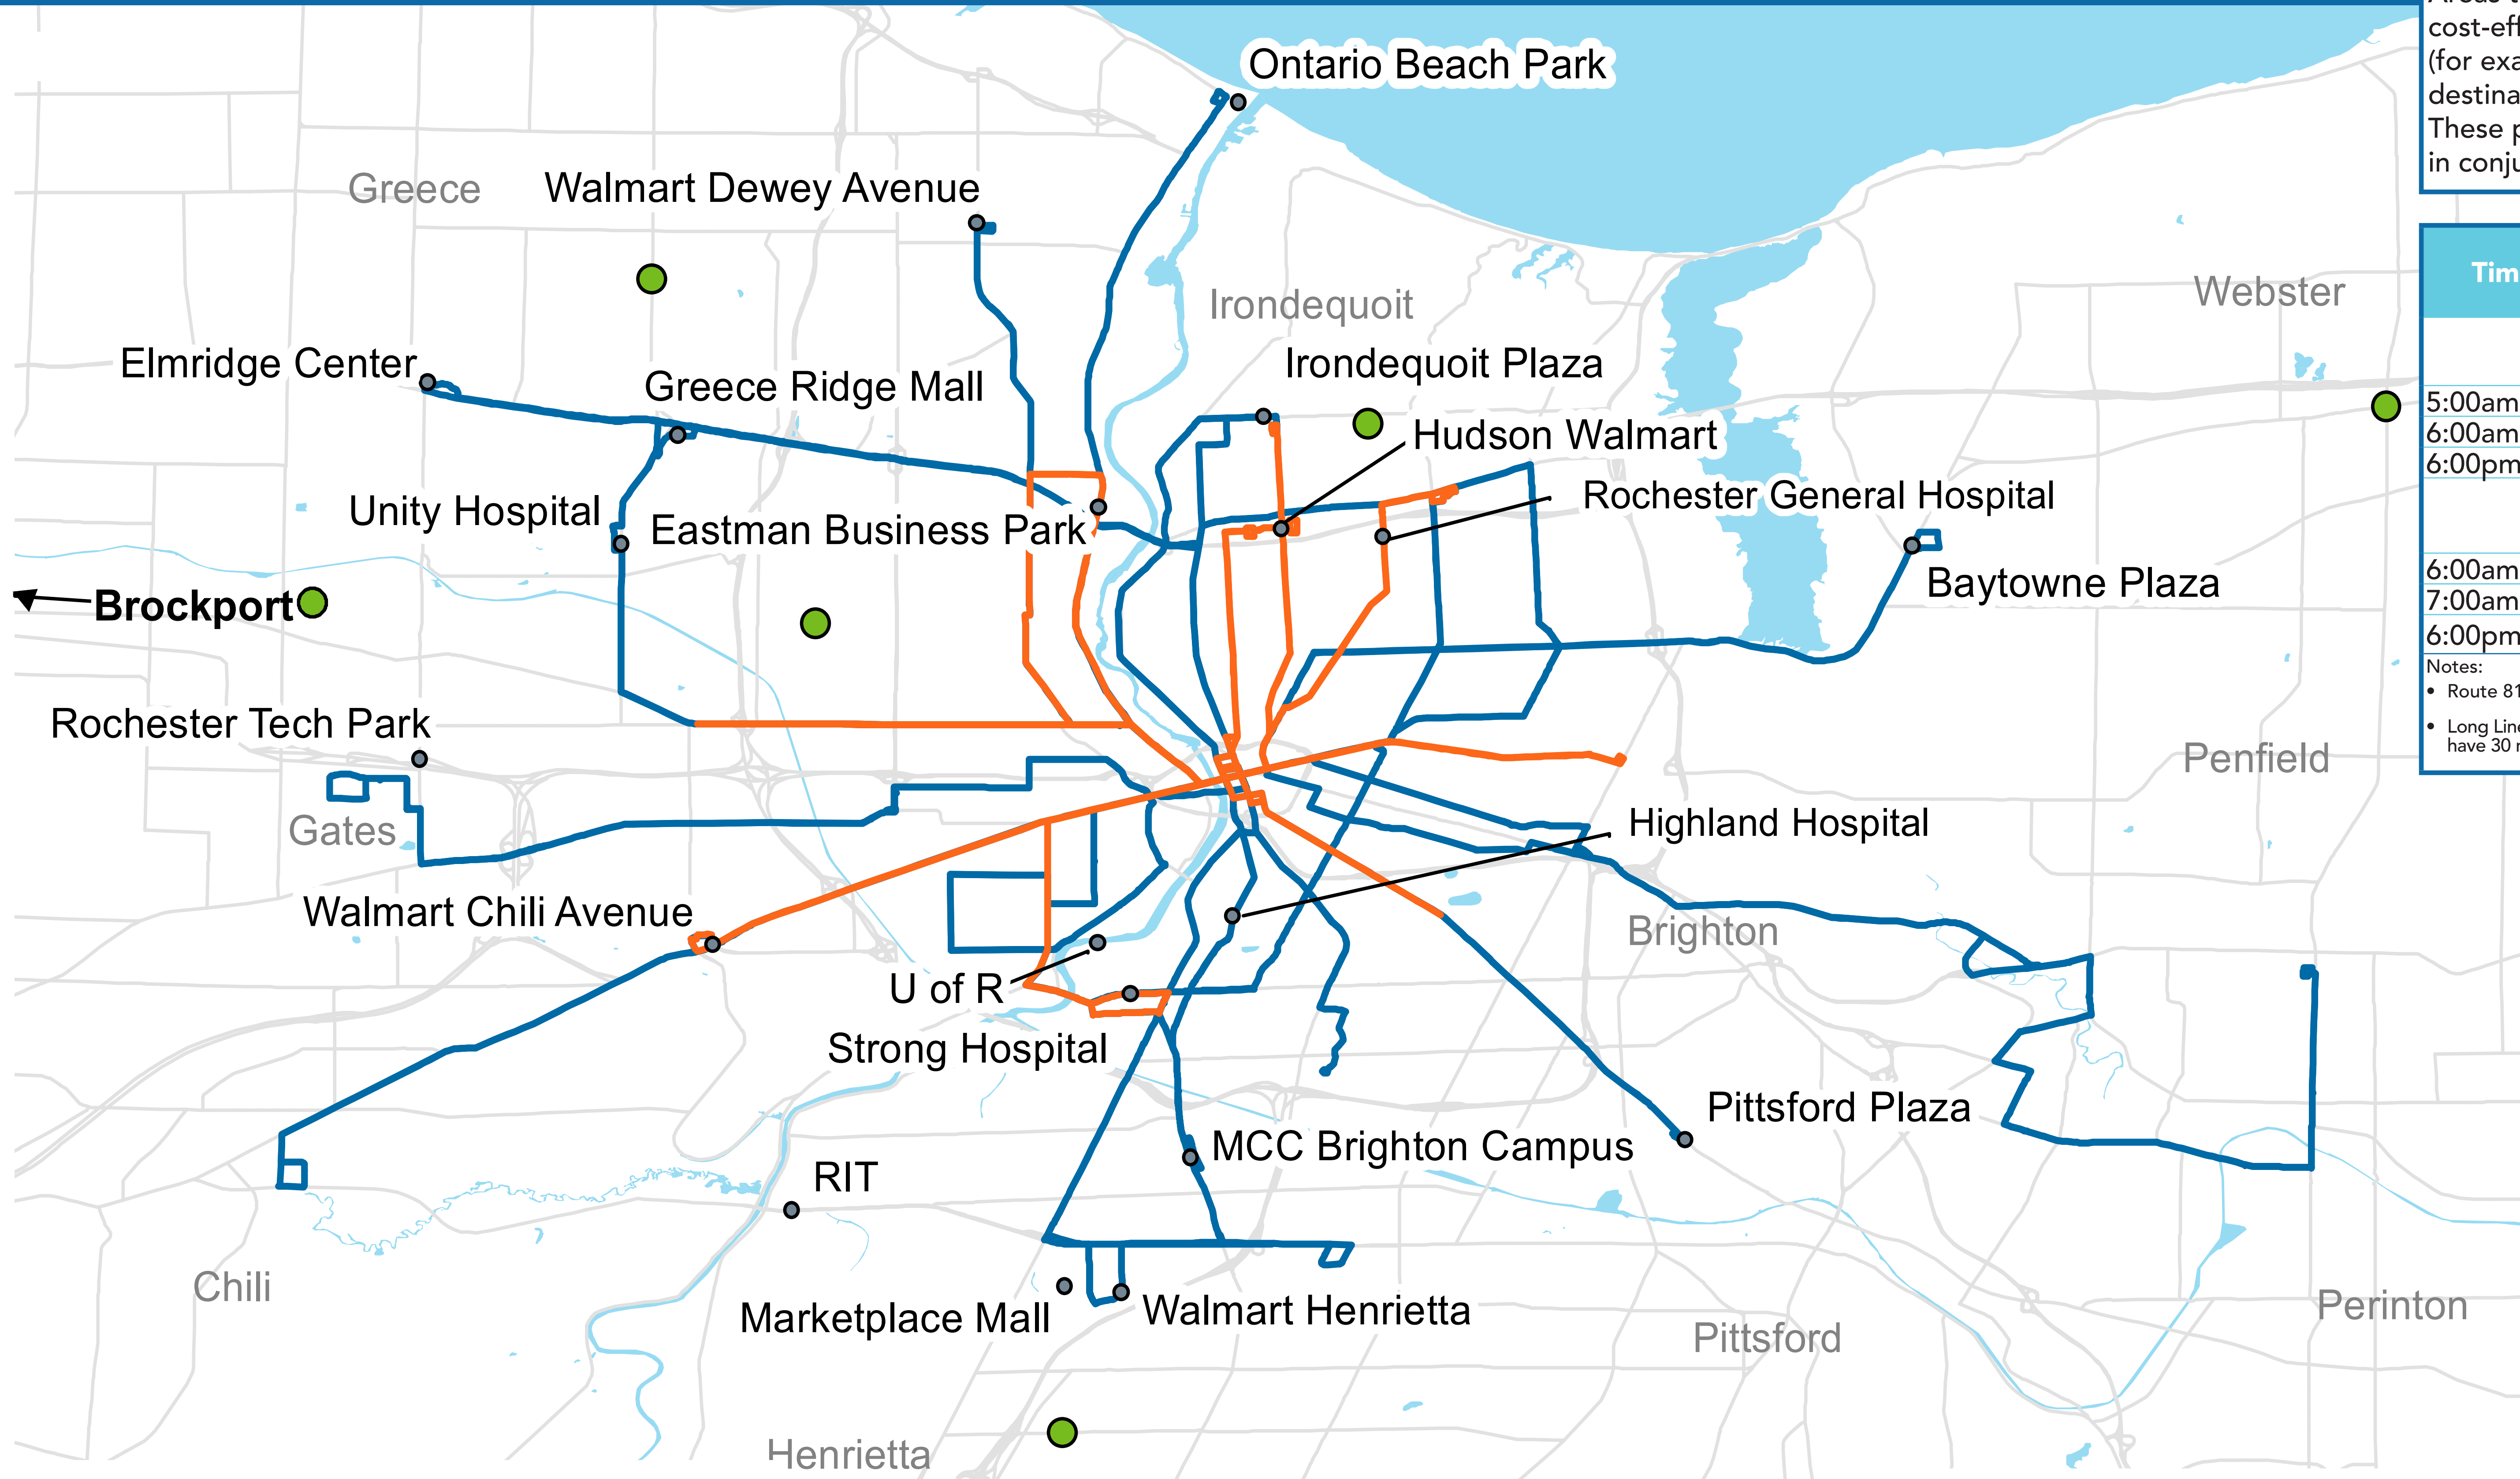 cost-eff
(for exa
destina
These p
in conju
Ontario Beach Park
Greece
Walmart Dewey Avenue
Tim
Webster
Irondequoit
Elmridge Center
Greece Ridge Mall
Irondequoit Plaza
5:00am
Hudson Walmart
6:00am
6:00pm
Rochester General Hospital
Unity Hospital
Eastman Business Park
6:00am
Baytowne Plaza
7:00am
Brockport
6:00pm
Notes:
• Route 81
Rochester Tech Park
• Long Line
have 30 r
Penfield
Gates
Highland Hospital
Walmart Chili Avenue
Brighton
U of R
Strong Hospital
Pittsford Plaza
MCC Brighton Campus
RIT
Chili
Marketplace Mall
Walmart Henrietta
Perinton
Pittsford
Henrietta